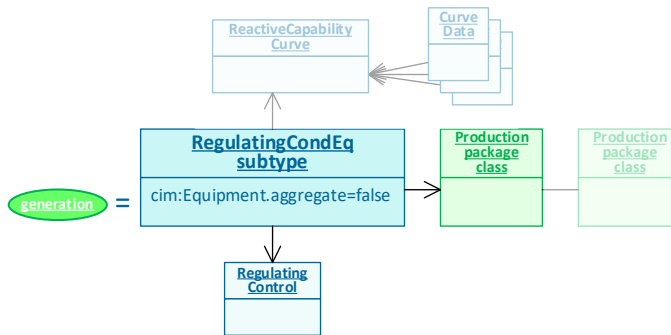 ReactiveCapability
Curve
Curve
Data
RegulatingCondEq
subtype
cim:Equipment.aggregate=false
Production
package
class
Production
package
class
generation
=
Regulating
Control